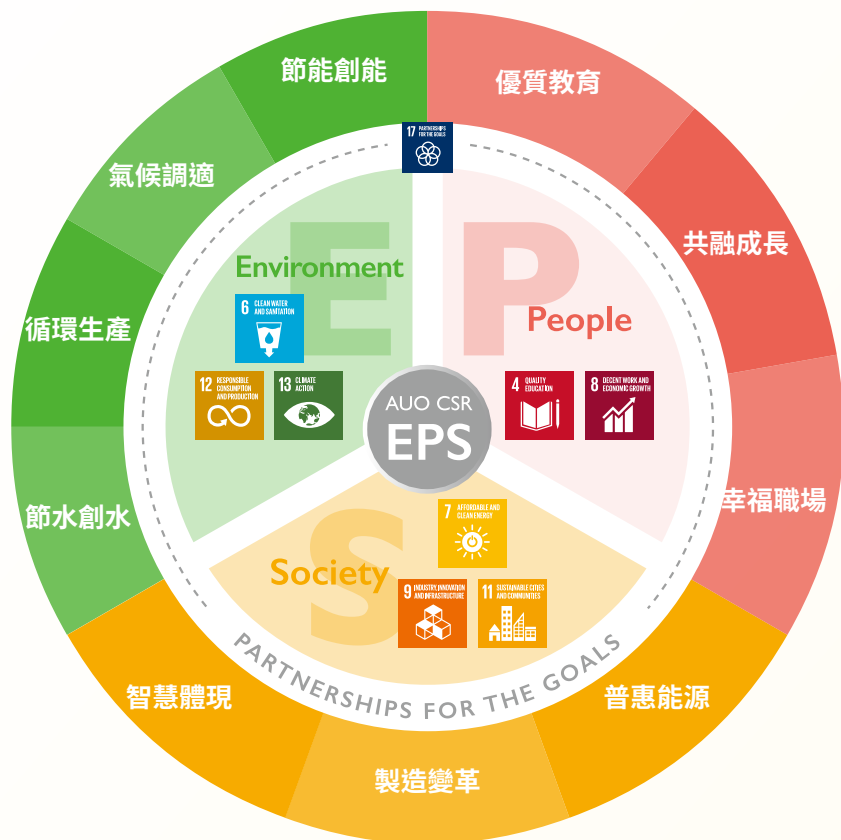 節能創能
優質教育
氣候調適
共融成長
循環生產
幸福職場
節水創水
智慧體現
製造變革
普惠能源
17 PARTNERSHIPS
FOR THE GOALS
E
Environment
6 CLEAN WATER
AND SANITATION
12 RESPONSIBLE
CONSUMPTION
AND PRODUCTION
13 CLIMATE
ACTION
P
People
4 QUALITY
EDUCATION
8 DECENT WORK AND
ECONOMIC GROWTH
AUO CSR
EPS
S
Society
7 AFFORDABLE AND
CLEAN ENERGY
9 INDUSTRY, INNOVATION
AND INFRASTRUCTURE
11 SUSTAINABLE CITIES
AND COMMUNITIES
PARTNERSHIPS FOR THE GOALS